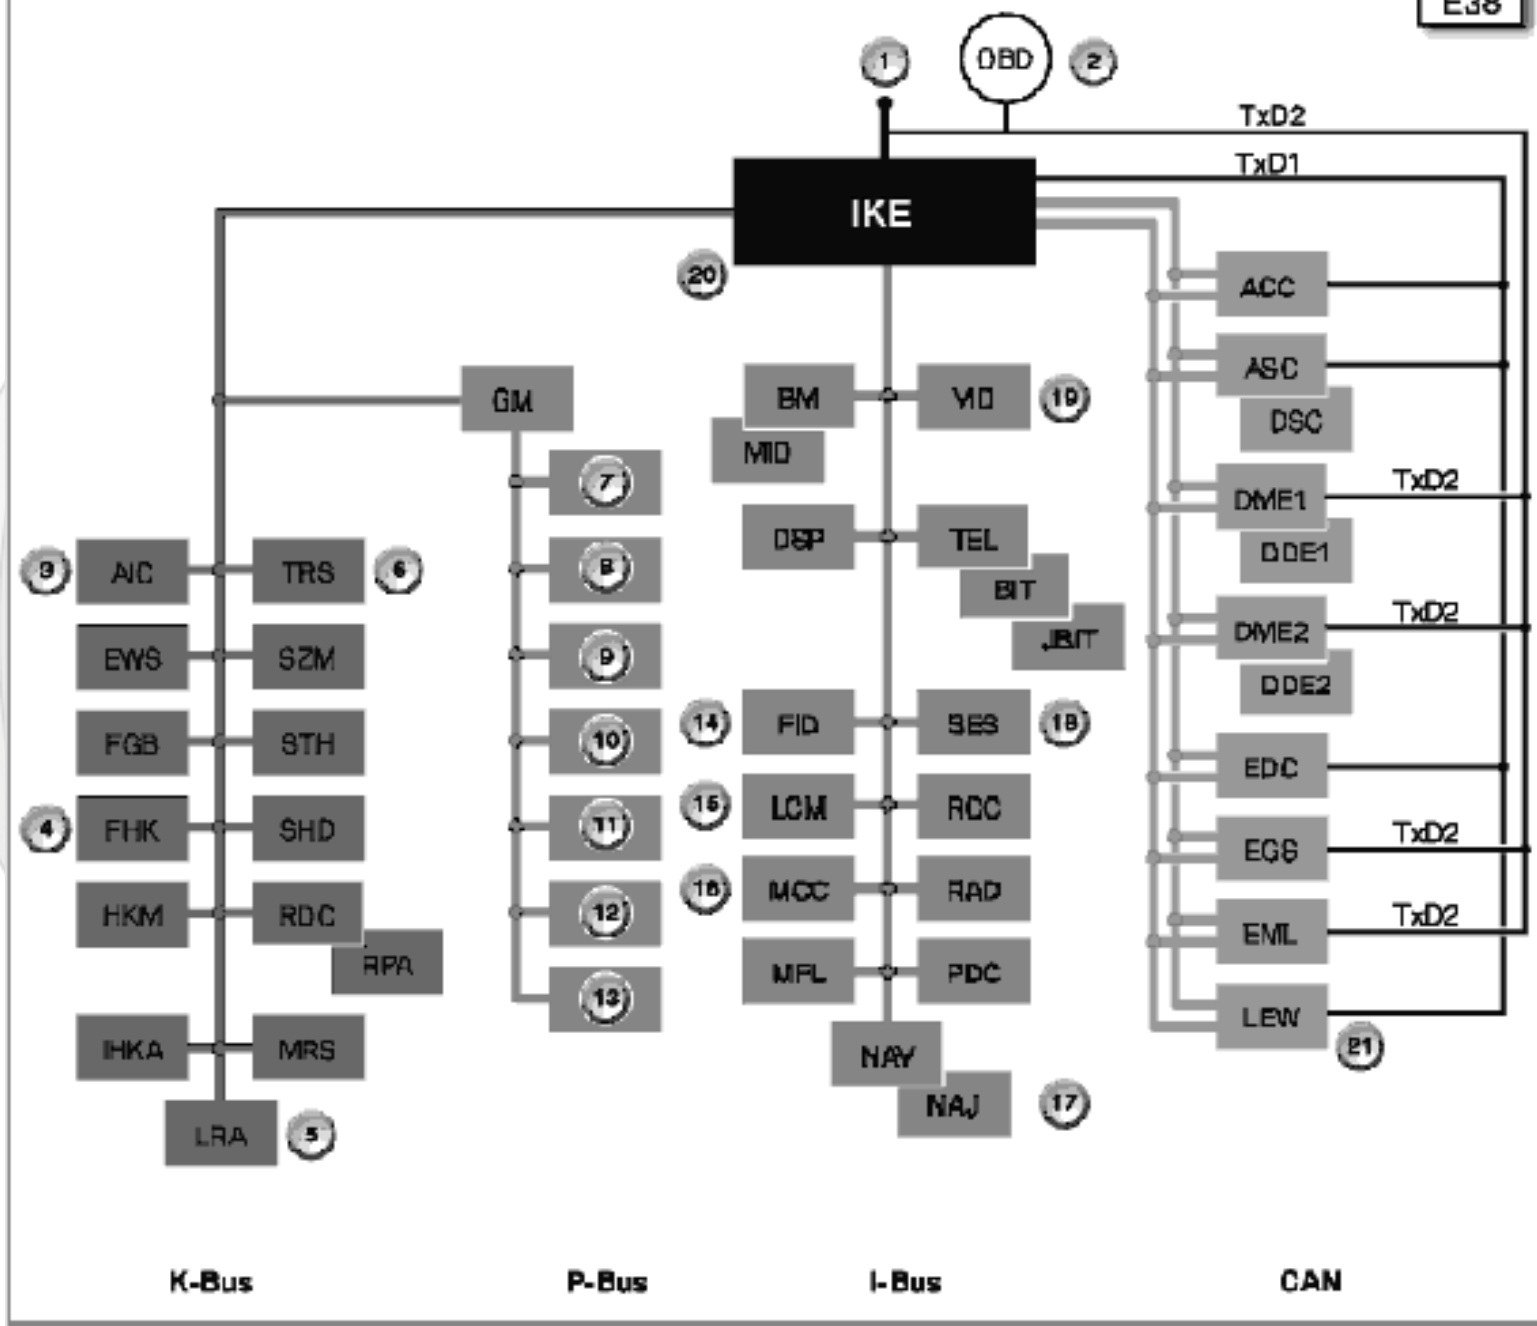 E38
1
OBD
2
TxD2
TxD1
IKE
20
ACC
ASC
DSC
GM
BM
VID
19
MID
7
DME1
TxD2
DDE1
DSP
TEL
BIT
JBIT
3
AIC
TRS
6
8
EWS
SZM
9
DME2
TxD2
DDE2
FGB
STH
10
14
FID
SES
18
EDC
4
FHK
SHD
11
15
LCM
RCC
EGS
TxD2
HKM
RDC
RPA
12
16
MCC
RAD
EML
TxD2
13
MFL
PDC
LEW
21
IHKA
MRS
NAV
NAJ
17
LRA
5
K-Bus
P-Bus
I-Bus
CAN